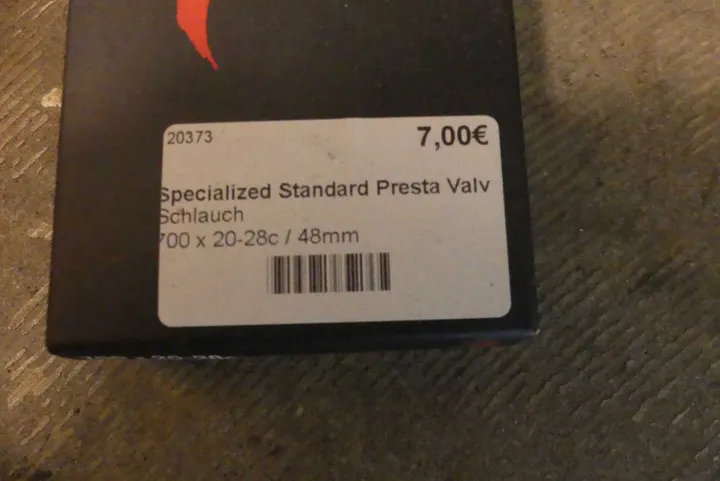 20373
7,00€
Specialized Standard Presta Valv
Schlauch
700 x 20-28c / 48mm